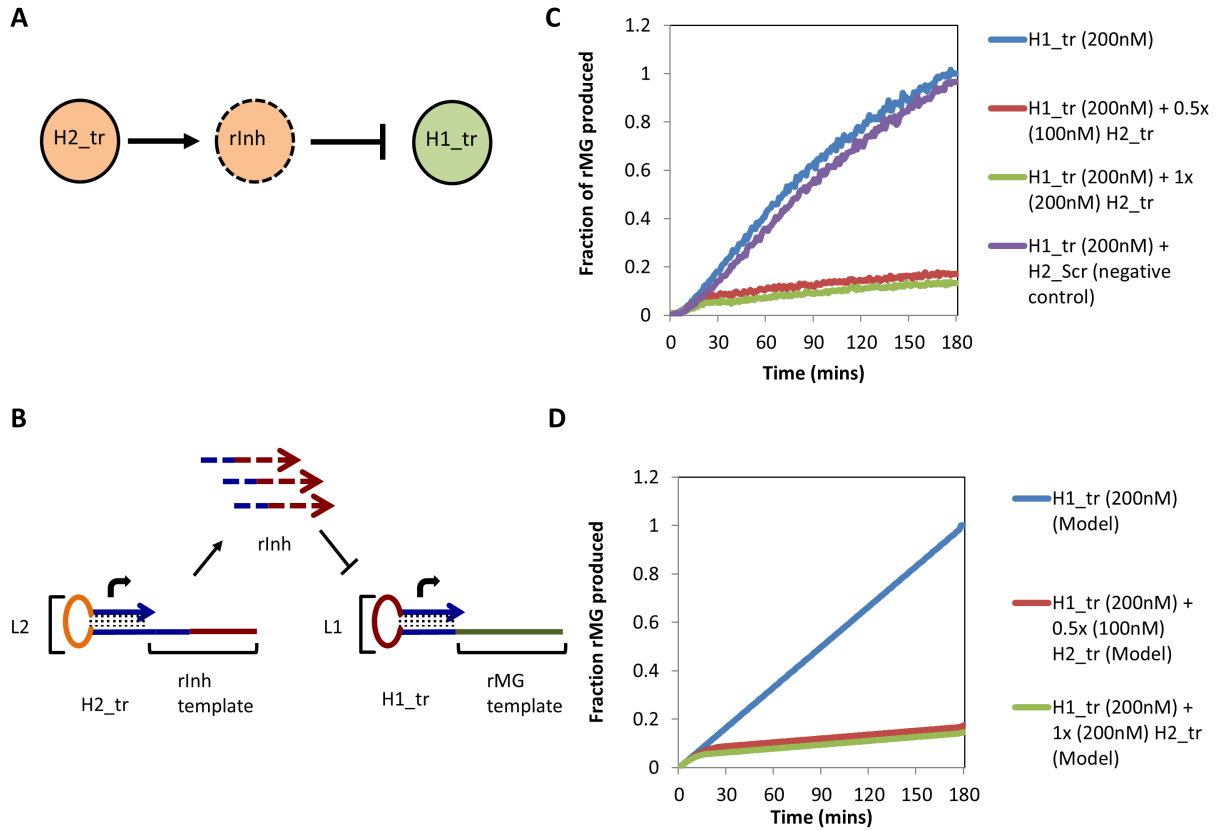 A
H2_tr
rInh
H1_tr
C
Fraction of rMG produced
1.2
1
0.8
0.6
0.4
0.2
0
0
30
60
90
120
150
180
Time (mins)
H1_tr (200nM)
H1_tr (200nM) + 0.5x
(100nM) H2_tr
H1_tr (200nM) + 1x
(200nM) H2_tr
H1_tr (200nM) +
H2_Scr (negative
control)
B
rInh
L2
H2_tr
rInh
template
L1
H1_tr
rMG
template
D
Fraction rMG produced
1.2
1
0.8
0.6
0.4
0.2
0
0
30
60
90
120
150
180
Time (mins)
H1_tr (200nM)
(Model)
H1_tr (200nM) +
0.5x (100nM)
H2_tr (Model)
H1_tr (200nM) +
1x (200nM) H2_tr
(Model)